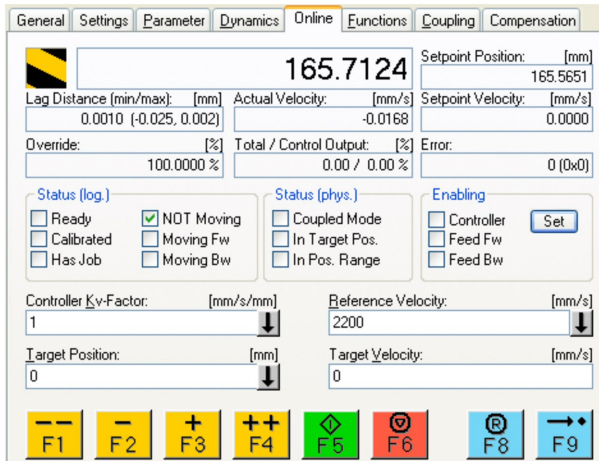 General Settings Parameter Dynamics Online Functions Coupling Compensation
165.7124
Setpoint Position: [mm]
165.5651
Lag Distance (min/max): [mm] Actual Velocity: [mm/s] Setpoint Velocity: [mm/s]
0.0010 (-0.025, 0.002) -0.0168 0.0000
Override: [%] Total / Control Output: [%] Error:
100.0000 % 0.00 / 0.00 % 0 (0x0)
Status (log.) Status (phys.) Enabling
Ready NOT Moving Coupled Mode Controller Set
Calibrated Moving Fw In Target Pos. Feed Fw
Has Job Moving Bw In Pos. Range Feed Bw
Controller Kv-Factor: [mm/s/mm] Reference Velocity: [mm/s]
1 2200
Target Position: [mm] Target Velocity: [mm/s]
0 0
-- - + ++ R
F1 F2 F3 F4 F5 F6 F8 F9